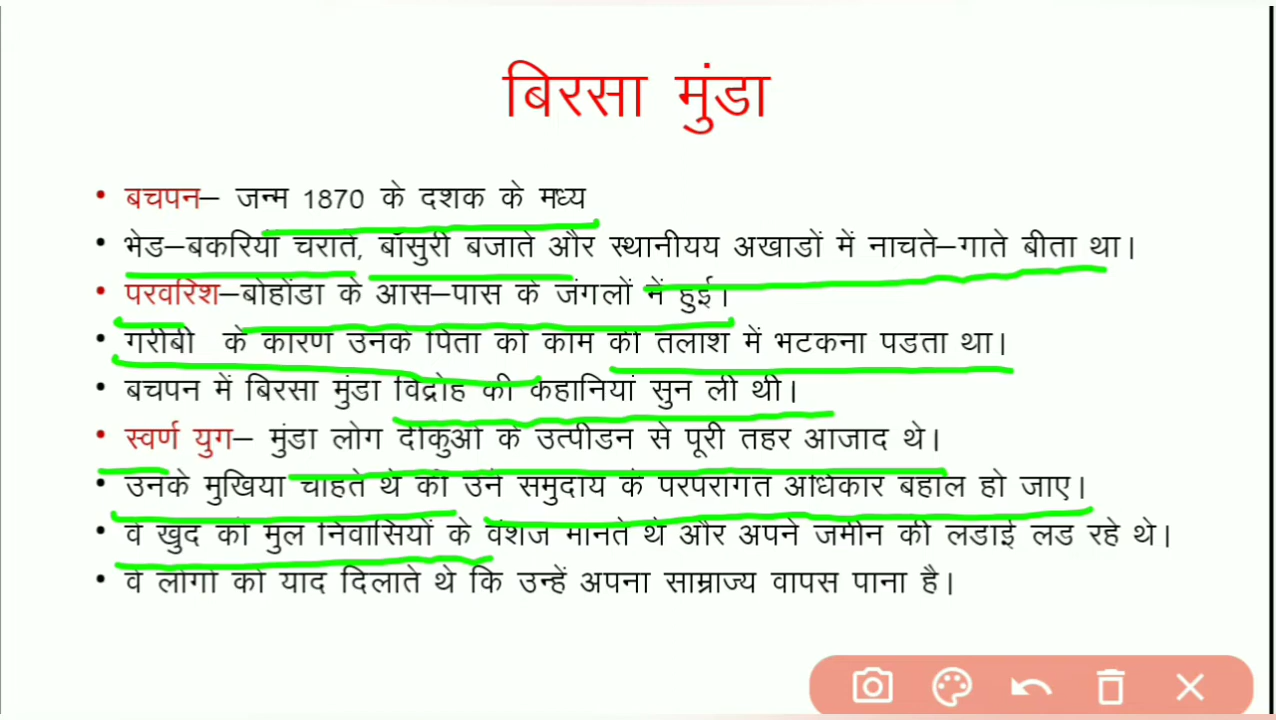 बिरसा मुंडा
• बचपन– जन्म 1870 के दशक के मध्य
• भेड–बकरियाँ चराते, बाँसुरी बजाते और स्थानीयय अखाडों में नाचते–गाते बीता था।
• परवरिश–बोहोंडा के आस–पास के जंगलों में हुई।
• गरीबी के कारण उनके पिता को काम की तलाश में भटकना पडता था।
• बचपन में बिरसा मुंडा विद्रोह की कहानियां सुन ली थी।
• स्वर्ण युग– मुंडा लोग दीकुओं के उत्पीडन से पूरी तहर आजाद थे।
• उनके मुखिया चाहते थे की उने समुदाय के परंपरागत अधिकार बहाल हो जाए।
• वे खुद को मुल निवासियों के वंशज मानते थे और अपने जमीन की लडाई लड रहे थे।
• वे लोगों को याद दिलाते थे कि उन्हें अपना साम्राज्य वापस पाना है।